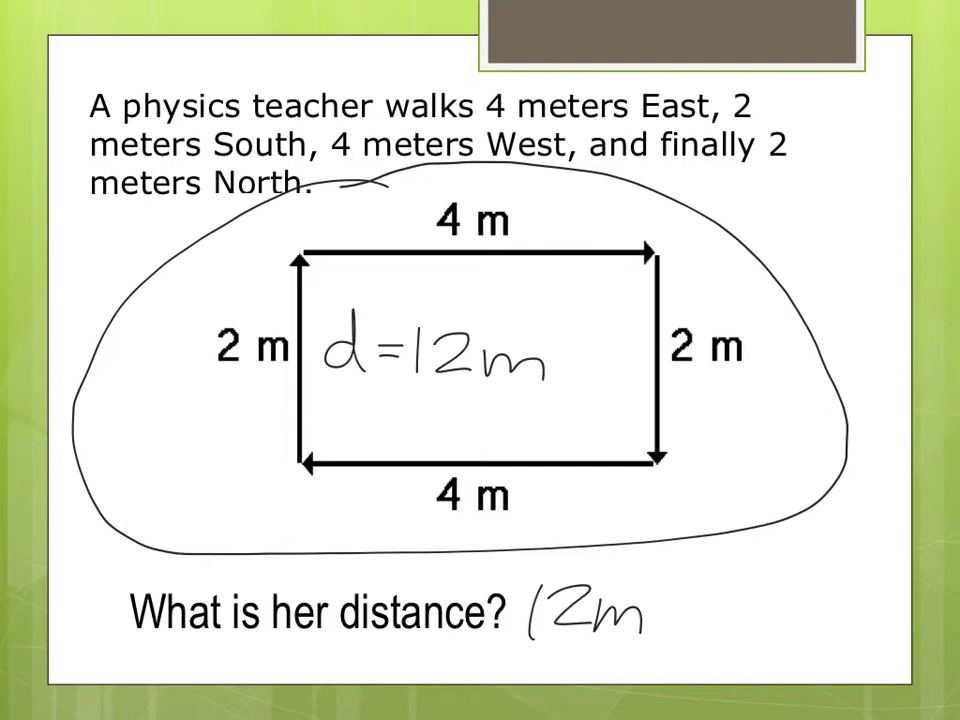 A physics teacher walks 4 meters East, 2
meters South, 4 meters West, and finally 2
meters North.
4 m
2 m
d=12m
2 m
4 m
What is her distance? 12m